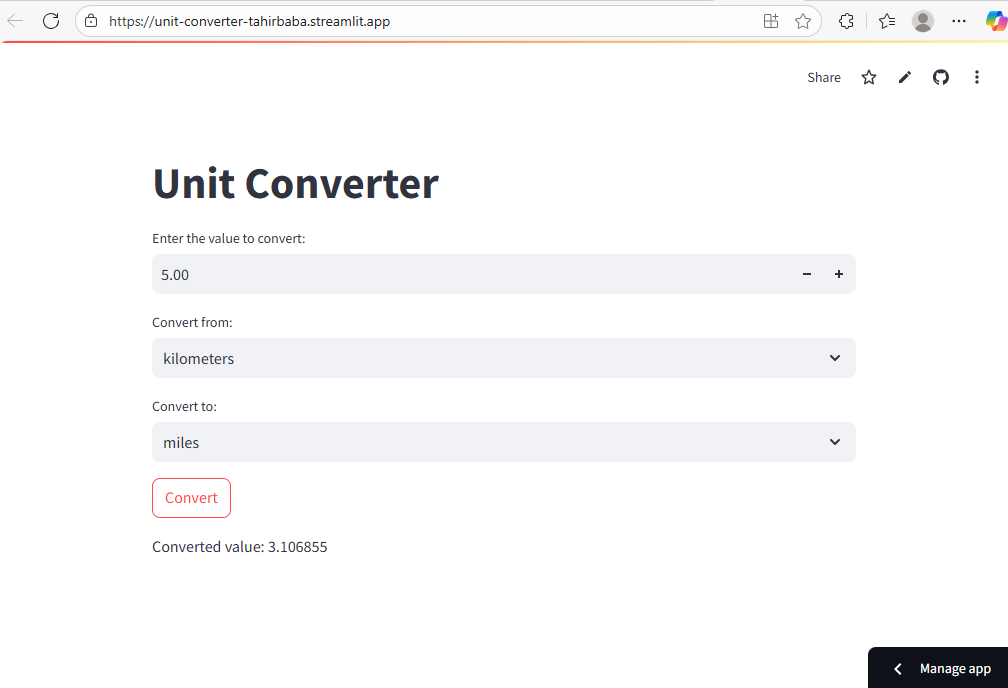 https://unit-converter-tahirbaba.streamlit.app
Share
Unit Converter
Enter the value to convert:
5.00
Convert from:
kilometers
Convert to:
miles
Convert
Converted value: 3.106855
Manage app